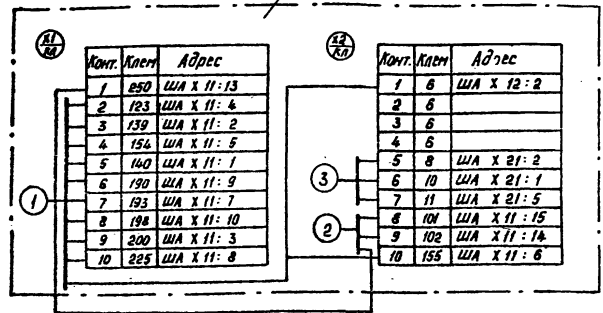 X1
КЛ
Конт. Клем Адрес
1 250 ША X 11:13
2 123 ША X 11:4
3 139 ША X 11:2
4 154 ША X 11:5
5 140 ША X 11:1
6 190 ША X 11:9
7 193 ША X 11:7
8 198 ША X 11:10
9 200 ША X 11:3
10 225 ША X 11:8
1
X2
КЛ
Конт. Клем Адрес
1 6 ША X 12:2
2 6
3 6
4 6
5 8 ША X 21:2
6 10 ША X 21:1
7 11 ША X 21:5
8 101 ША X 11:15
9 102 ША X 11:14
10 155 ША X 11:6
3
2